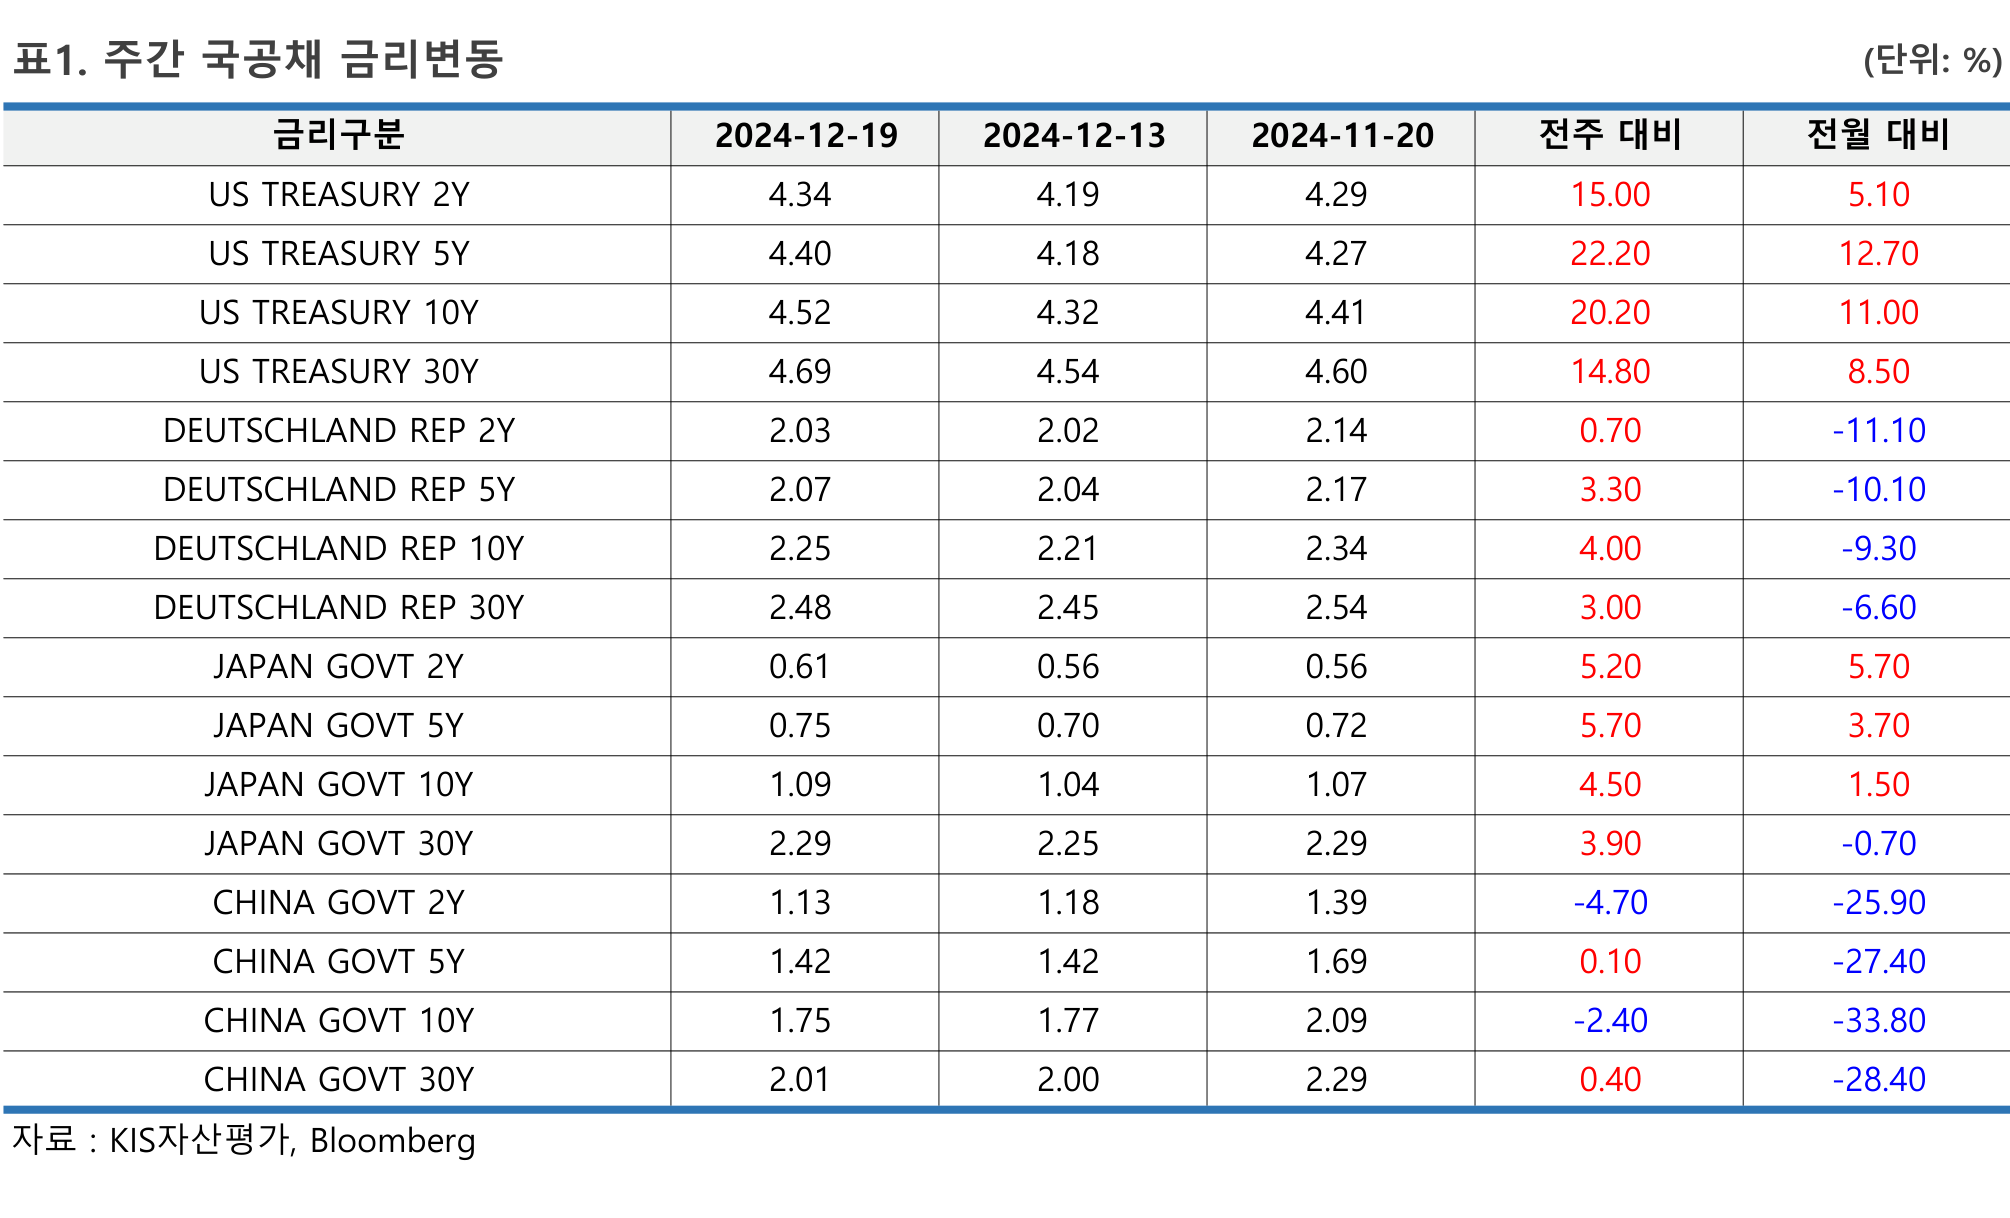 표1. 주간 국공채 금리변동 (단위: %)
금리구분 2024-12-19 2024-12-13 2024-11-20 전주 대비 전월 대비
US TREASURY 2Y 4.34 4.19 4.29 15.00 5.10
US TREASURY 5Y 4.40 4.18 4.27 22.20 12.70
US TREASURY 10Y 4.52 4.32 4.41 20.20 11.00
US TREASURY 30Y 4.69 4.54 4.60 14.80 8.50
DEUTSCHLAND REP 2Y 2.03 2.02 2.14 0.70 -11.10
DEUTSCHLAND REP 5Y 2.07 2.04 2.17 3.30 -10.10
DEUTSCHLAND REP 10Y 2.25 2.21 2.34 4.00 -9.30
DEUTSCHLAND REP 30Y 2.48 2.45 2.54 3.00 -6.60
JAPAN GOVT 2Y 0.61 0.56 0.56 5.20 5.70
JAPAN GOVT 5Y 0.75 0.70 0.72 5.70 3.70
JAPAN GOVT 10Y 1.09 1.04 1.07 4.50 1.50
JAPAN GOVT 30Y 2.29 2.25 2.29 3.90 -0.70
CHINA GOVT 2Y 1.13 1.18 1.39 -4.70 -25.90
CHINA GOVT 5Y 1.42 1.42 1.69 0.10 -27.40
CHINA GOVT 10Y 1.75 1.77 2.09 -2.40 -33.80
CHINA GOVT 30Y 2.01 2.00 2.29 0.40 -28.40
자료 : KIS자산평가, Bloomberg